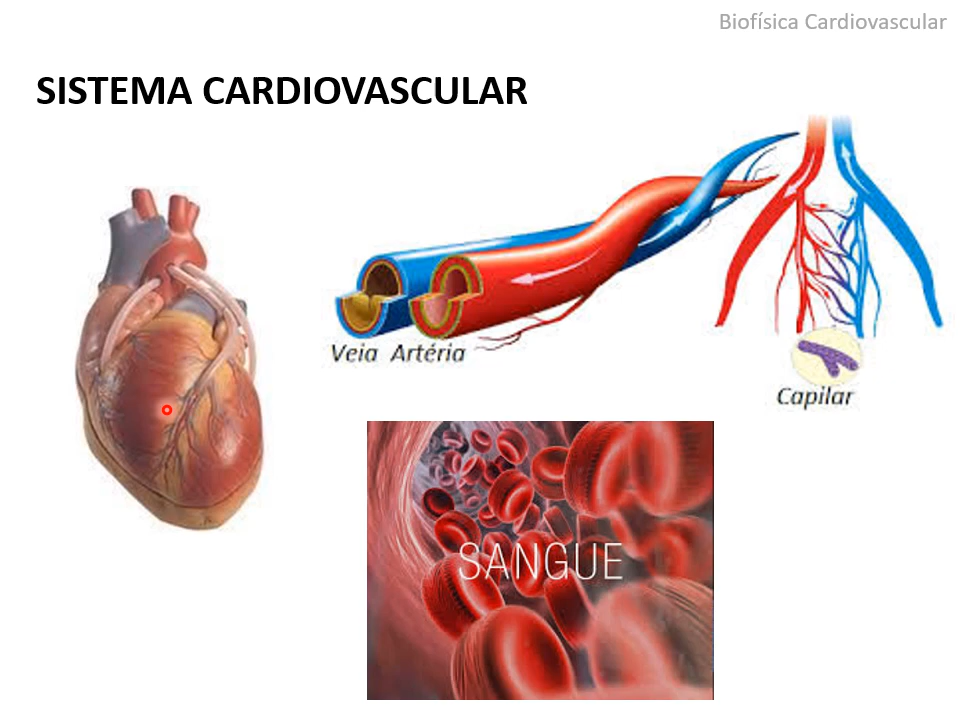 Biofísica Cardiovascular
SISTEMA CARDIOVASCULAR
Veia Artéria
Capilar
SANGUE